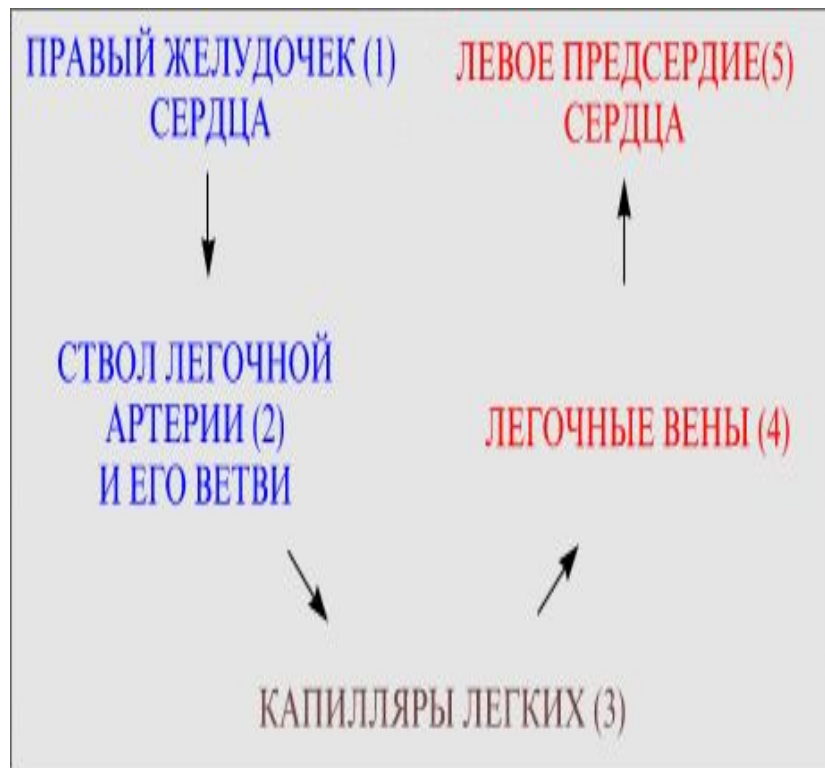 ПРАВЫЙ ЖЕЛУДОЧЕК (1)
СЕРДЦА
СТВОЛ ЛЕГОЧНОЙ
АРТЕРИИ (2)
И ЕГО ВЕТВИ
КАПИЛЛЯРЫ ЛЕГКИХ (3)
ЛЕГОЧНЫЕ ВЕНЫ (4)
ЛЕВОЕ ПРЕДСЕРДИЕ(5)
СЕРДЦА